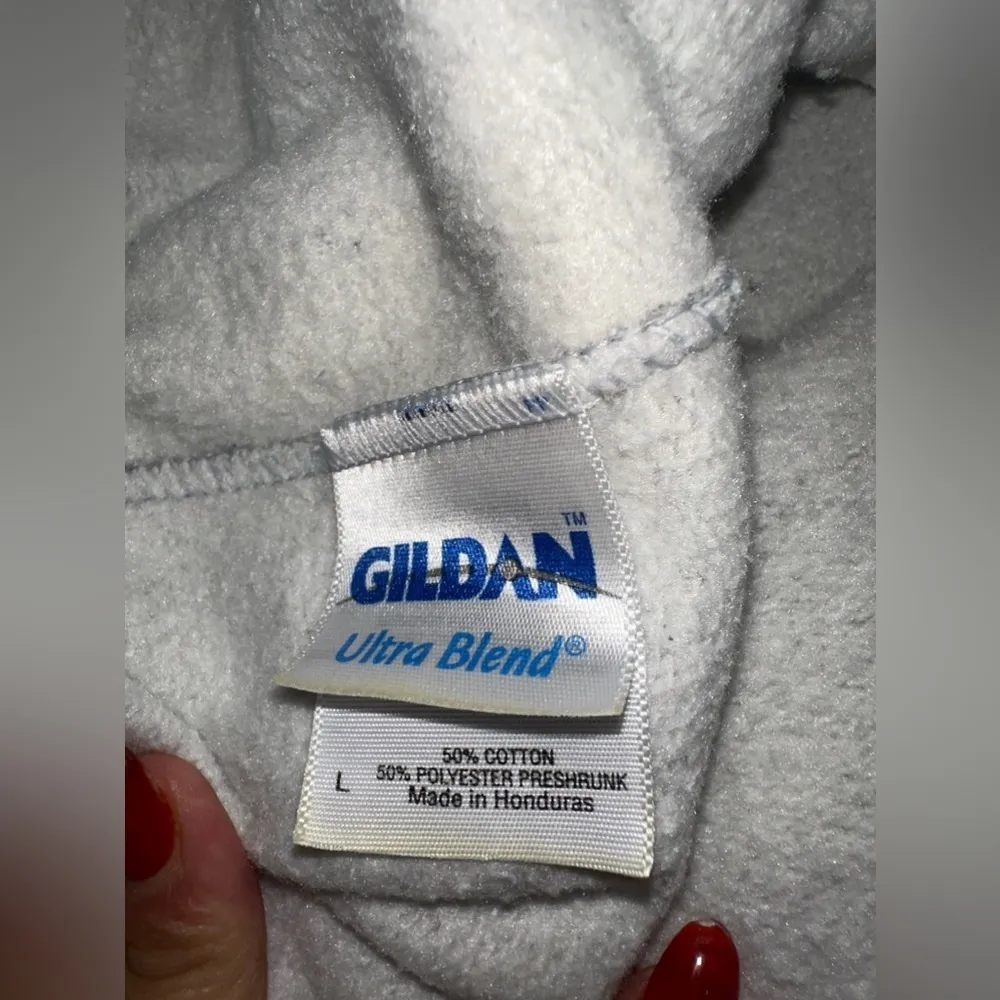 GILDAN™
Ultra Blend®
50% COTTON
L 50% POLYESTER PRESHRUNK
Made in Honduras